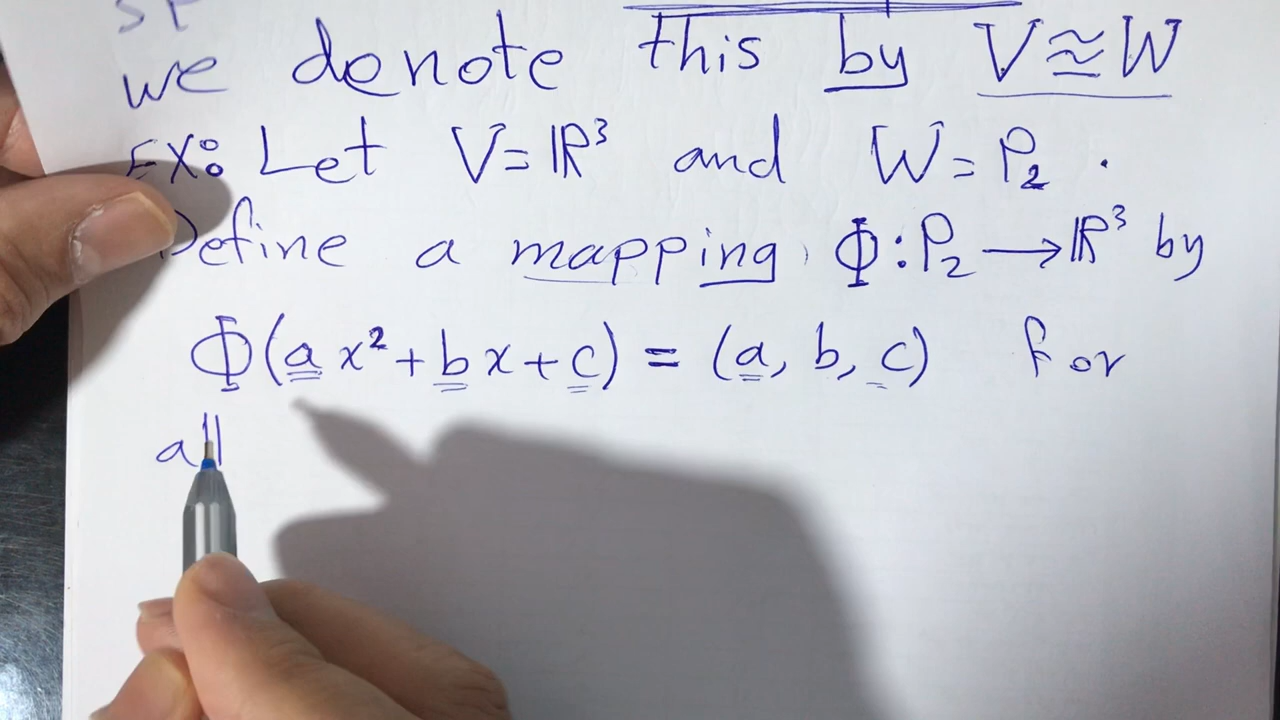 we denote this by V≅W
EX: Let V=ℝ³ and W=P₂.
Define a mapping Φ:P₂→ℝ³ by
Φ(ax²+bx+c)=(a, b, c) for
all